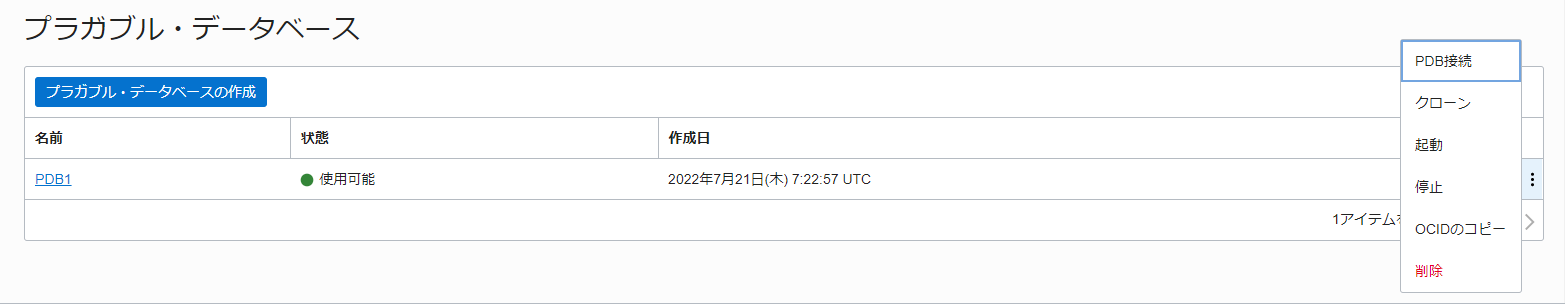 プラガブル・データベース
プラガブル・データベースの作成
名前 状態 作成日
PDB1 使用可能 2022年7月21日(木) 7:22:57 UTC
1アイテム
PDB接続
クローン
起動
停止
OCIDのコピー
削除